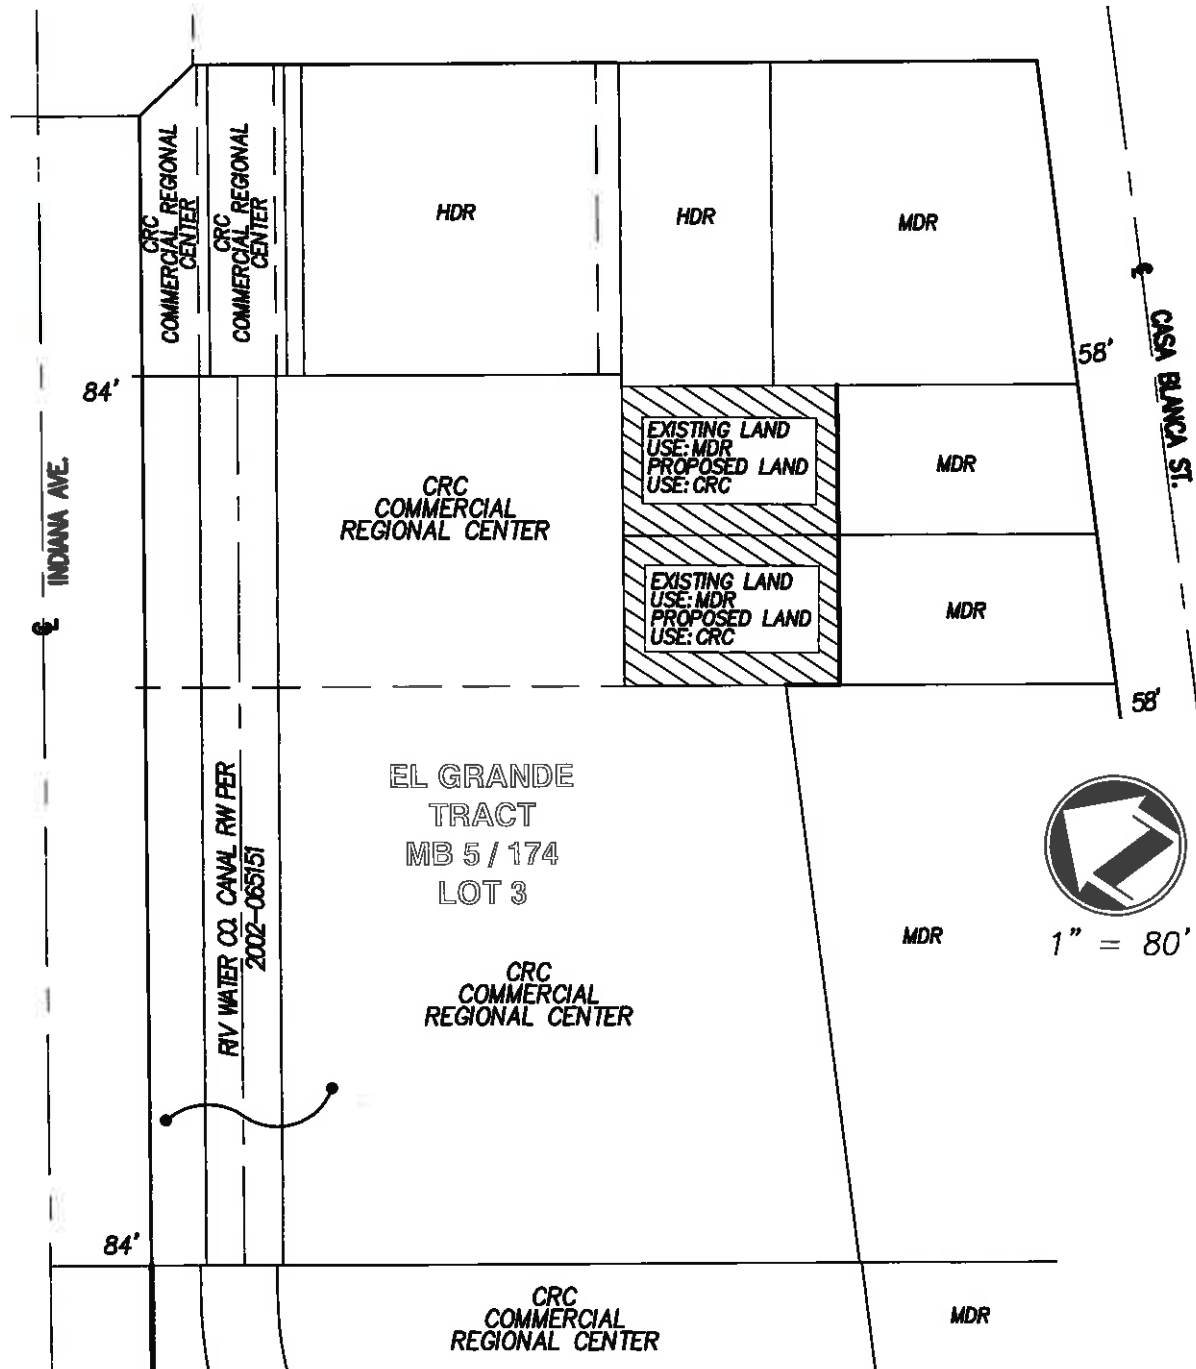 CRC
COMMERCIAL REGIONAL
CENTER
CRC
COMMERCIAL REGIONAL
CENTER
HDR
HDR
MDR
CASA BLANCA ST.
58'
84'
INDIANA AVE.
CRC
COMMERCIAL
REGIONAL CENTER
EXISTING LAND
USE: MDR
PROPOSED LAND
USE: CRC
MDR
EXISTING LAND
USE: MDR
PROPOSED LAND
USE: CRC
MDR
58'
RIV WATER CO. CANAL RW PER
2002-065151
EL GRANDE
TRACT
MB 5 / 174
LOT 3
CRC
COMMERCIAL
REGIONAL CENTER
MDR
1" = 80'
84'
CRC
COMMERCIAL
REGIONAL CENTER
MDR